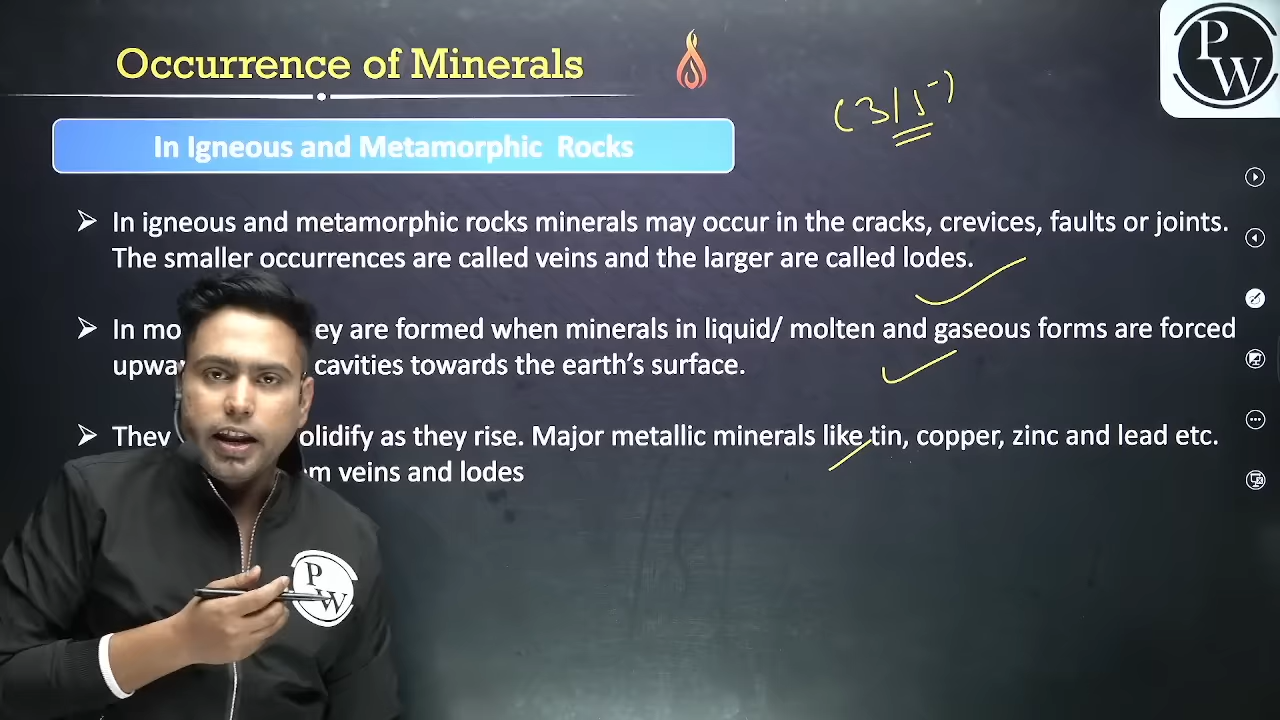 Occurrence of Minerals
PW
(3/5-)
In Igneous and Metamorphic Rocks
In igneous and metamorphic rocks minerals may occur in the cracks, crevices, faults or joints.
The smaller occurrences are called veins and the larger are called lodes.
In mo ey are formed when minerals in liquid/ molten and gaseous forms are forced
upwa cavities towards the earth's surface.
They olidify as they rise. Major metallic minerals like tin, copper, zinc and lead etc.
m veins and lodes
PW